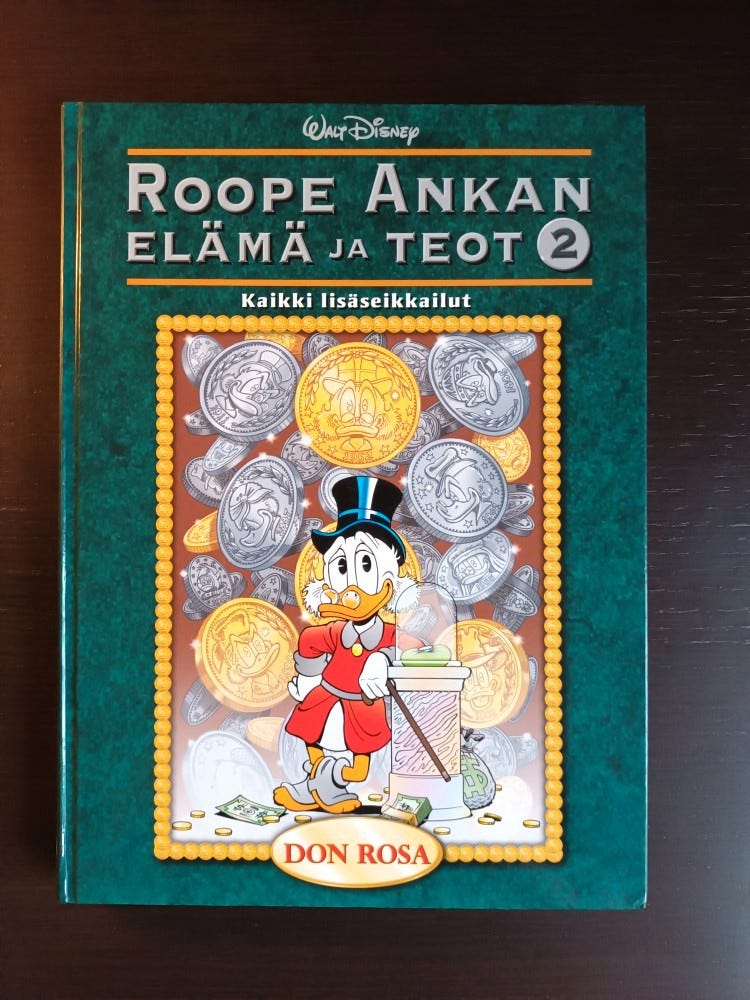 Walt Disney
ROOPE ANKAN
ELÄMÄ JA TEOT 2
Kaikki lisäseikkailut
DON ROSA